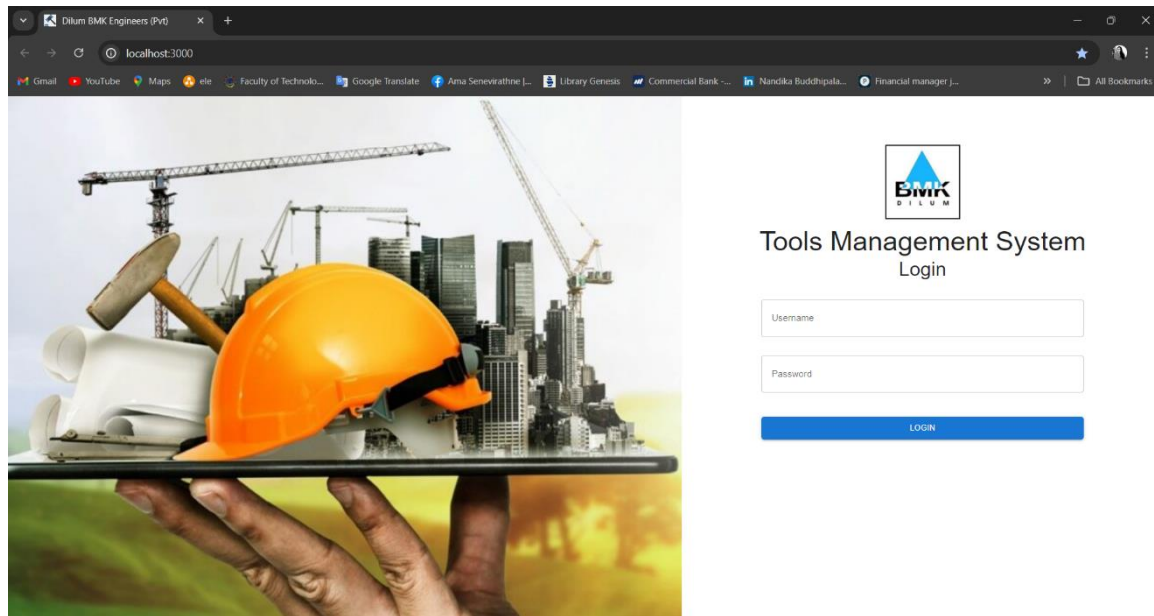 Dilum BMK Engineers (Pvt)
localhost:3000
Gmail YouTube Maps ele Faculty of Technolo... Google Translate Ama Senevirathne |... Library Genesis Commercial Bank -... Nandika Buddhipala... Financial manager j... » All Bookmarks
BMK
DILUM
Tools Management System
Login
Username
Password
LOGIN